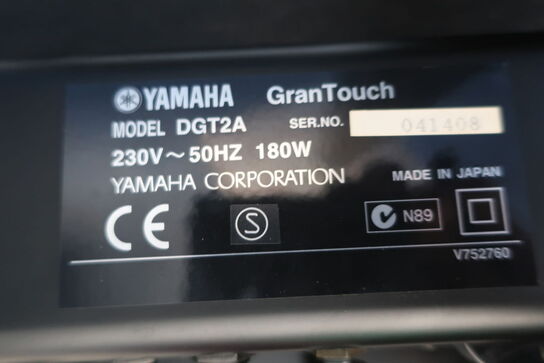 YAMAHA GranTouch
MODEL DGT2A SER.NO. 041408
230V～50HZ 180W
YAMAHA CORPORATION MADE IN JAPAN
CE S N89
V752760